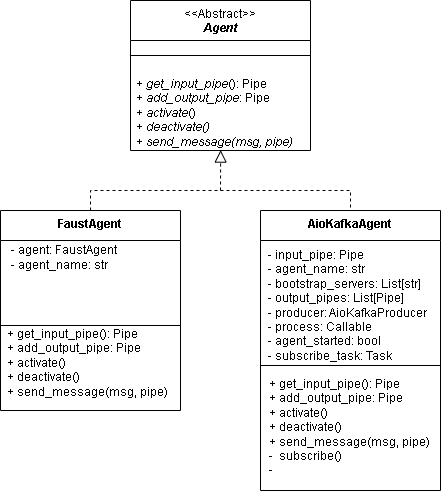 <<Abstract>>
Agent
+ get_input_pipe(): Pipe
+ add_output_pipe: Pipe
+ activate()
+ deactivate()
+ send_message(msg, pipe)
FaustAgent
- agent: FaustAgent
- agent_name: str
+ get_input_pipe(): Pipe
+ add_output_pipe: Pipe
+ activate()
+ deactivate()
+ send_message(msg, pipe)
AioKafkaAgent
- input_pipe: Pipe
- agent_name: str
- bootstrap_servers: List[str]
- output_pipes: List[Pipe]
- producer:AioKafkaProducer
- process: Callable
- agent_started: bool
- subscribe_task: Task
+ get_input_pipe(): Pipe
+ add_output_pipe: Pipe
+ activate()
+ deactivate()
+ send_message(msg, pipe)
- subscribe()
-